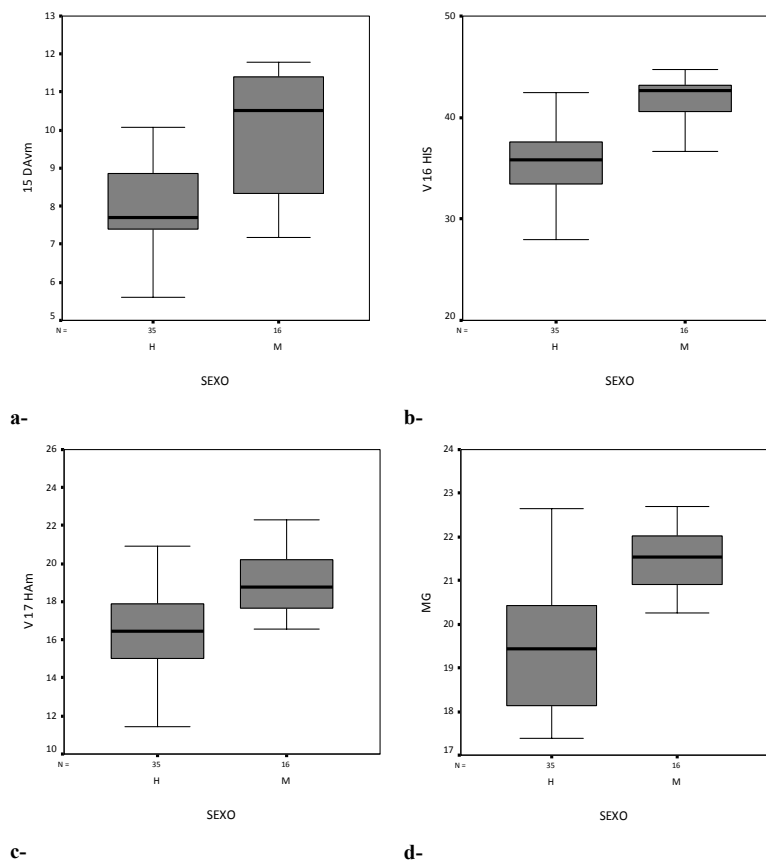 13
12
11
10
9
8
7
6
5
15 DAvm
N =
35
16
H
M
SEXO
a-
50
40
30
20
V 16 HIS
N =
35
16
H
M
SEXO
b-
26
24
22
20
18
16
14
12
10
V 17 HAm
N =
35
16
H
M
SEXO
c-
24
23
22
21
20
19
18
17
MG
N =
35
16
H
M
SEXO
d-